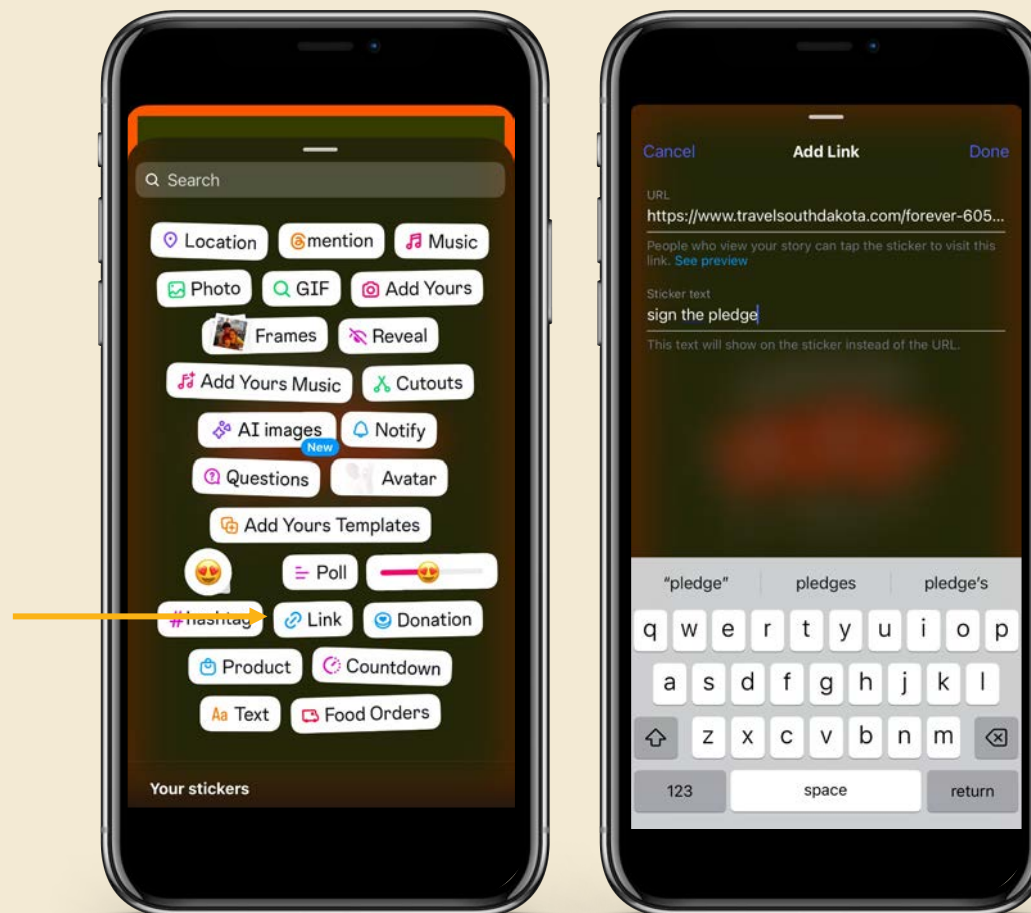 Search
Location @mention Music
Photo GIF Add Yours
Frames Reveal
Add Yours Music Cutouts
AI images Notify
New
Questions Avatar
Add Yours Templates
Poll
#hashtag Link Donation
Product Countdown
Aa Text Food Orders
Your stickers
Cancel Add Link Done
URL
https://www.travelsouthdakota.com/forever-605...
People who view your story can tap the sticker to visit this
link. See preview
Sticker text
sign the pledge
This text will show on the sticker instead of the URL.
"pledge" pledges pledge's
q w e r t y u i o p
a s d f g h j k l
z x c v b n m
123 space return